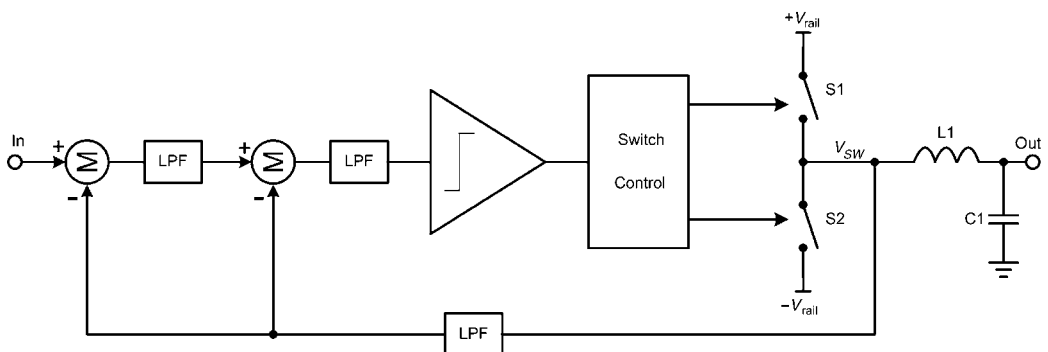 +Vrail
S1
In
+
Σ
-
LPF
+
Σ
-
LPF
Switch
Control
VSW
L1
Out
S2
C1
−Vrail
LPF